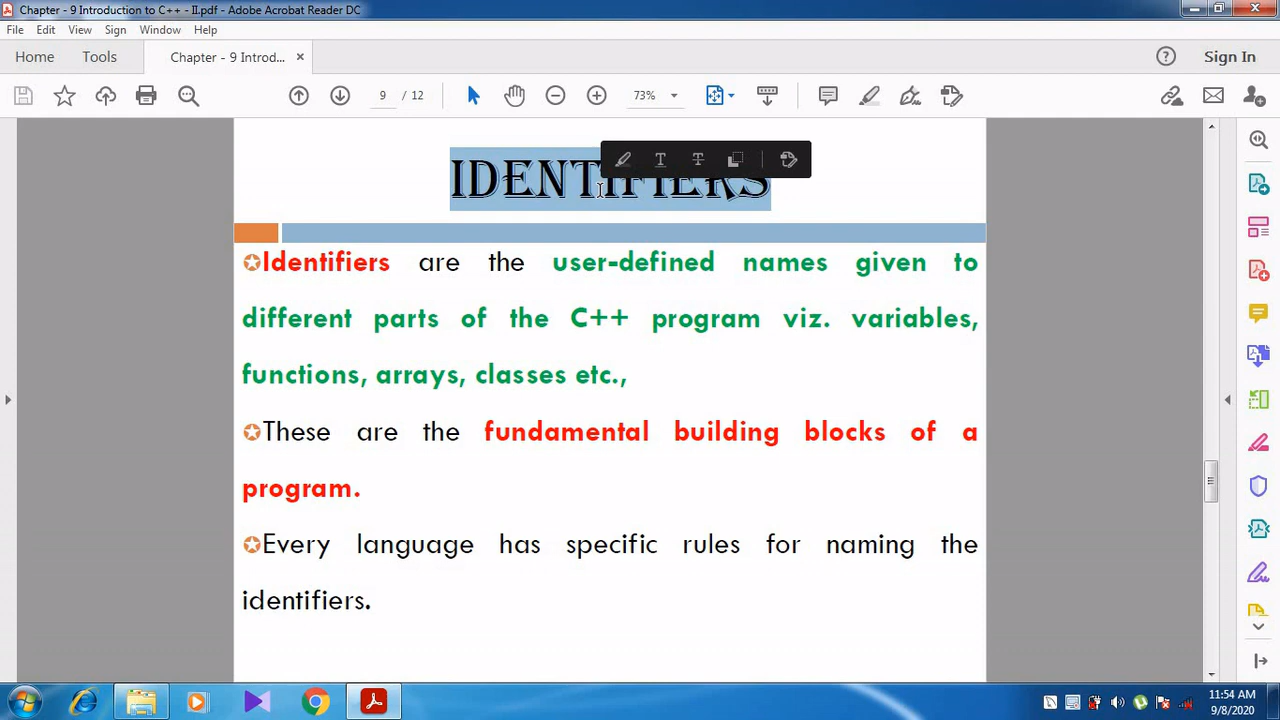 Chapter - 9 Introduction to C++ - II.pdf - Adobe Acrobat Reader DC
File Edit View Sign Window Help
Home Tools Chapter - 9 Introd... × Sign In
9 / 12 73%
IDENTIFIERS
Identifiers are the user-defined names given to
different parts of the C++ program viz. variables,
functions, arrays, classes etc.,
These are the fundamental building blocks of a
program.
Every language has specific rules for naming the
identifiers.
11:54 AM
9/8/2020